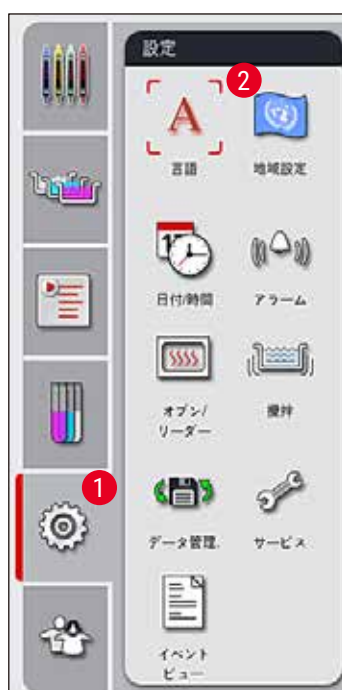 設定
2
言語 地域設定
17
日付/時間 アラーム
オブン/ 攪拌
リーダー
1
データ管理. サービス
イベント
ビュー